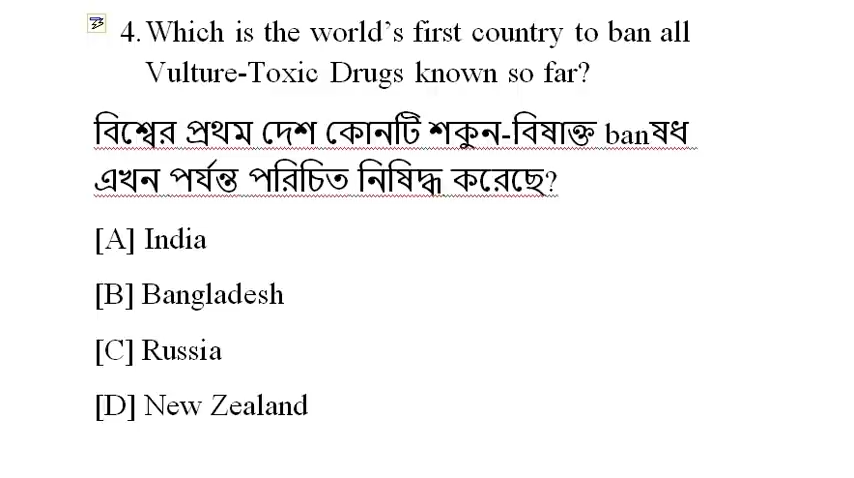 4. Which is the world's first country to ban all
Vulture-Toxic Drugs known so far?
বিশ্বের প্রথম দেশ কোনটি শকুন-বিষাক্ত banষধ
এখন পর্যন্ত পরিচিত নিষিদ্ধ করেছে?
[A] India
[B] Bangladesh
[C] Russia
[D] New Zealand